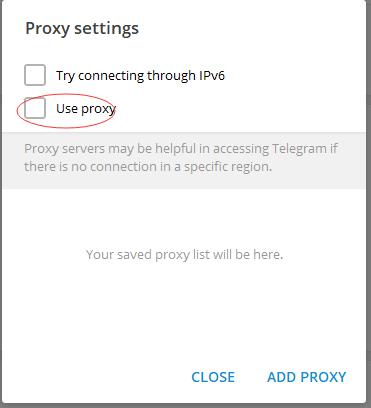 Proxy settings
Try connecting through IPv6
Use proxy
Proxy servers may be helpful in accessing Telegram if
there is no connection in a specific region.
Your saved proxy list will be here.
CLOSE ADD PROXY